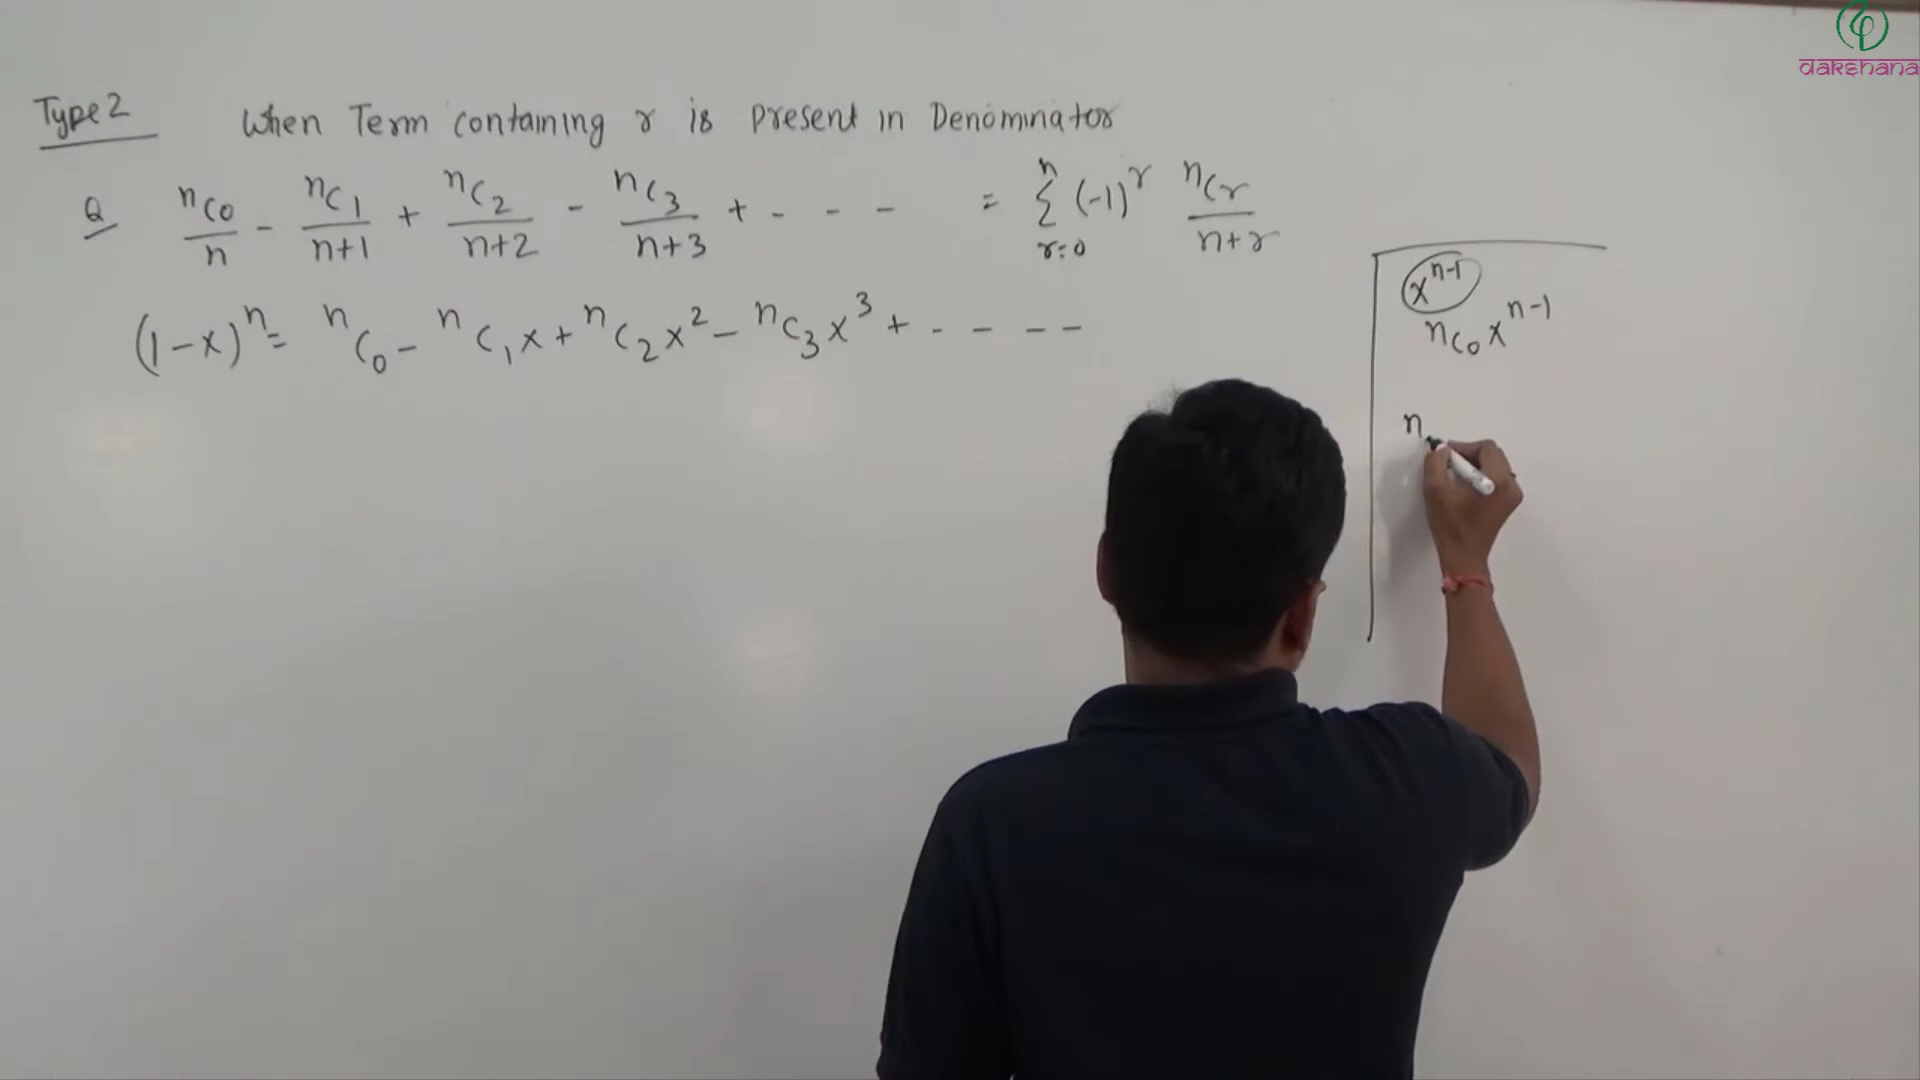 dakshana
Type 2 When Term containing r is present in Denominator
Q nC0/n - nC1/n+1 + nC2/n+2 - nC3/n+3 + - - - = n Σ r=0 (-1)^r nCr/n+r
(1-x)^n = nC0 - nC1x + nC2x^2 - nC3x^3 + - - - -
x^n-1
nC0 x^n-1
n